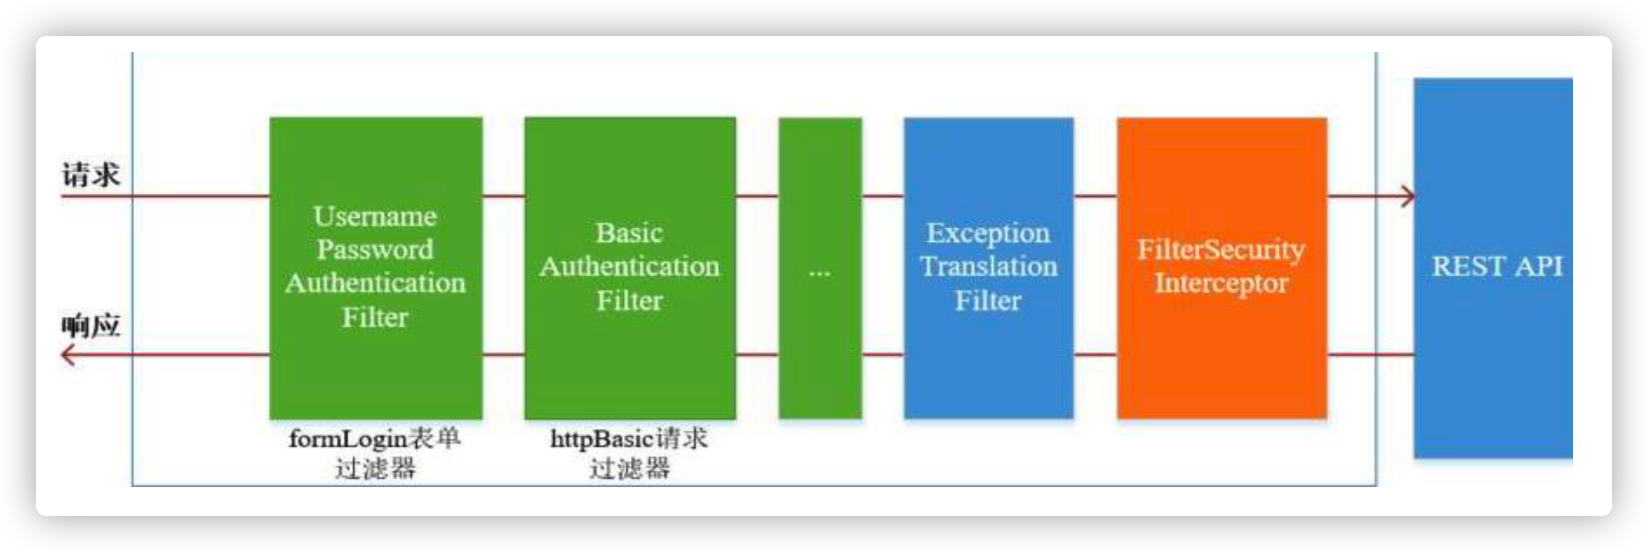 请求
响应
Username
Password
Authentication
Filter
formLogin表单
过滤器
Basic
Authentication
Filter
httpBasic请求
过滤器
...
Exception
Translation
Filter
FilterSecurity
Interceptor
REST API